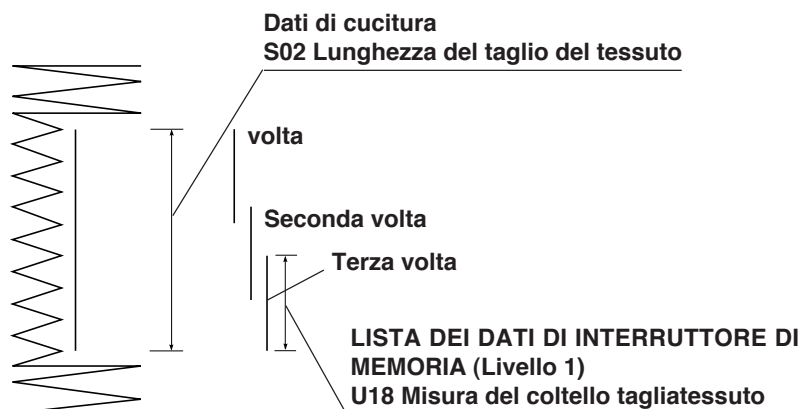 Dati di cucitura
S02 Lunghezza del taglio del tessuto
volta
Seconda volta
Terza volta
LISTA DEI DATI DI INTERRUTTORE DI
MEMORIA (Livello 1)
U18 Misura del coltello tagliatessuto